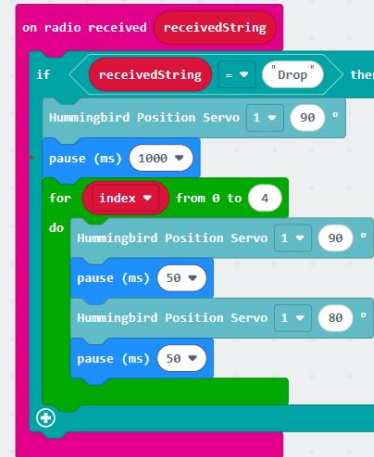 on radio received receivedString
if receivedString = "Drop" then
Hummingbird Position Servo 1 90 °
pause (ms) 1000
for index from 0 to 4
do
Hummingbird Position Servo 1 90 °
pause (ms) 50
Hummingbird Position Servo 1 80 °
pause (ms) 50